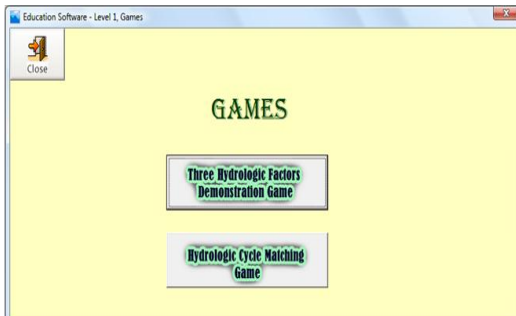 Education Software - Level 1, Games
Close
GAMES
Three Hydrologic Factors
Demonstration Game
Hydrologic Cycle Matching
Game